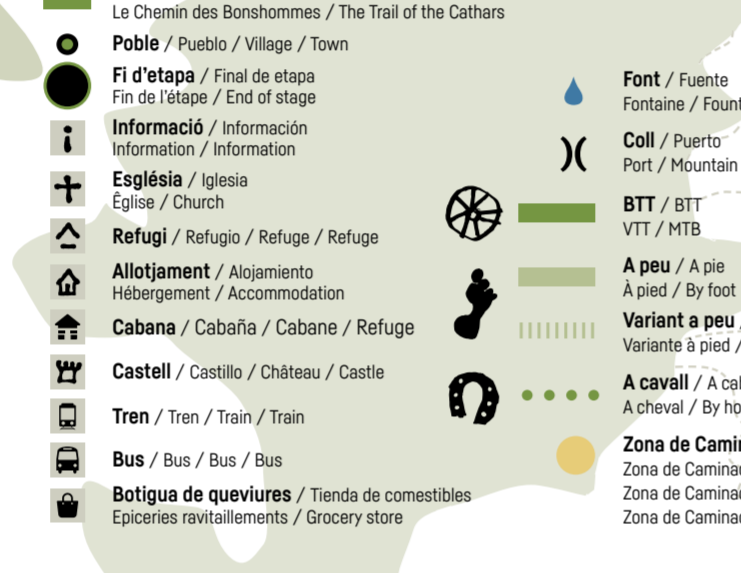 Le Chemin des Bonshommes / The Trail of the Cathars
Poble / Pueblo / Village / Town
Fi d'etapa / Final de etapa
Fin de l'étape / End of stage
Informació / Información
Information / Information
Església / Iglesia
Êglise / Church
Refugi / Refugio / Refuge / Refuge
Allotjament / Alojamiento
Hébergement / Accommodation
Cabana / Cabaña / Cabane / Refuge
Castell / Castillo / Château / Castle
Tren / Tren / Train / Train
Bus / Bus / Bus / Bus
Botigua de queviures / Tienda de comestibles
Epiceries ravitaillements / Grocery store
Font / Fuente
Fontaine / Fount
Coll / Puerto
Port / Mountain
BTT / BTT
VTT / MTB
A peu / A pie
À pied / By foot
Variant a peu
Variante à pied /
A cavall / A cal
A cheval / By ho
Zona de Camin
Zona de Caminad
Zona de Caminad
Zona de Caminad